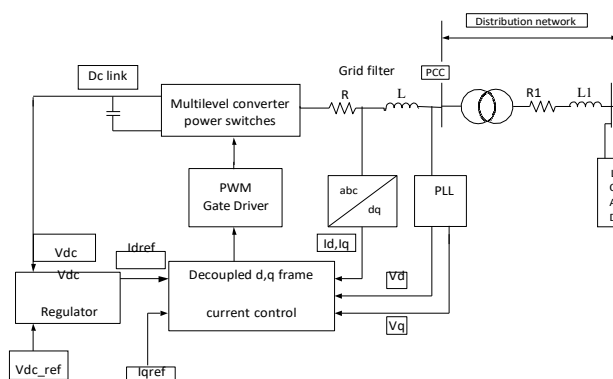 Distribution network
Grid filter
PCC
Dc link
R
L
R1
L1
Multilevel converter
power switches
PWM
Gate Driver
abc
dq
PLL
L
O
A
D
Id,Iq
Vdc
Idref
Vdc
Regulator
Decoupled d,q frame
current control
Vd
Vq
Vdc_ref
Iqref